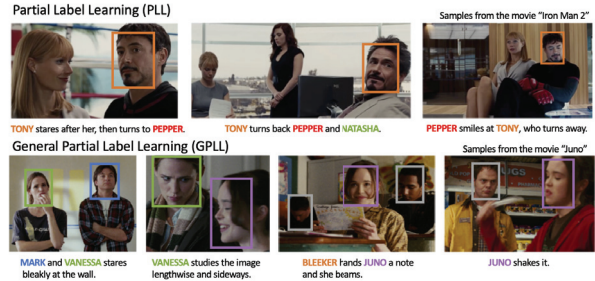 Partial Label Learning (PLL)
Samples from the movie "Iron Man 2"
TONY stares after her, then turns to PEPPER.
TONY turns back PEPPER and NATASHA.
PEPPER smiles at TONY, who turns away.
General Partial Label Learning (GPLL)
Samples from the movie "Juno"
MARK and VANESSA stares
bleakly at the wall.
VANESSA studies the image
lengthwise and sideways.
BLEEKER hands JUNO a note
and she beams.
JUNO shakes it.